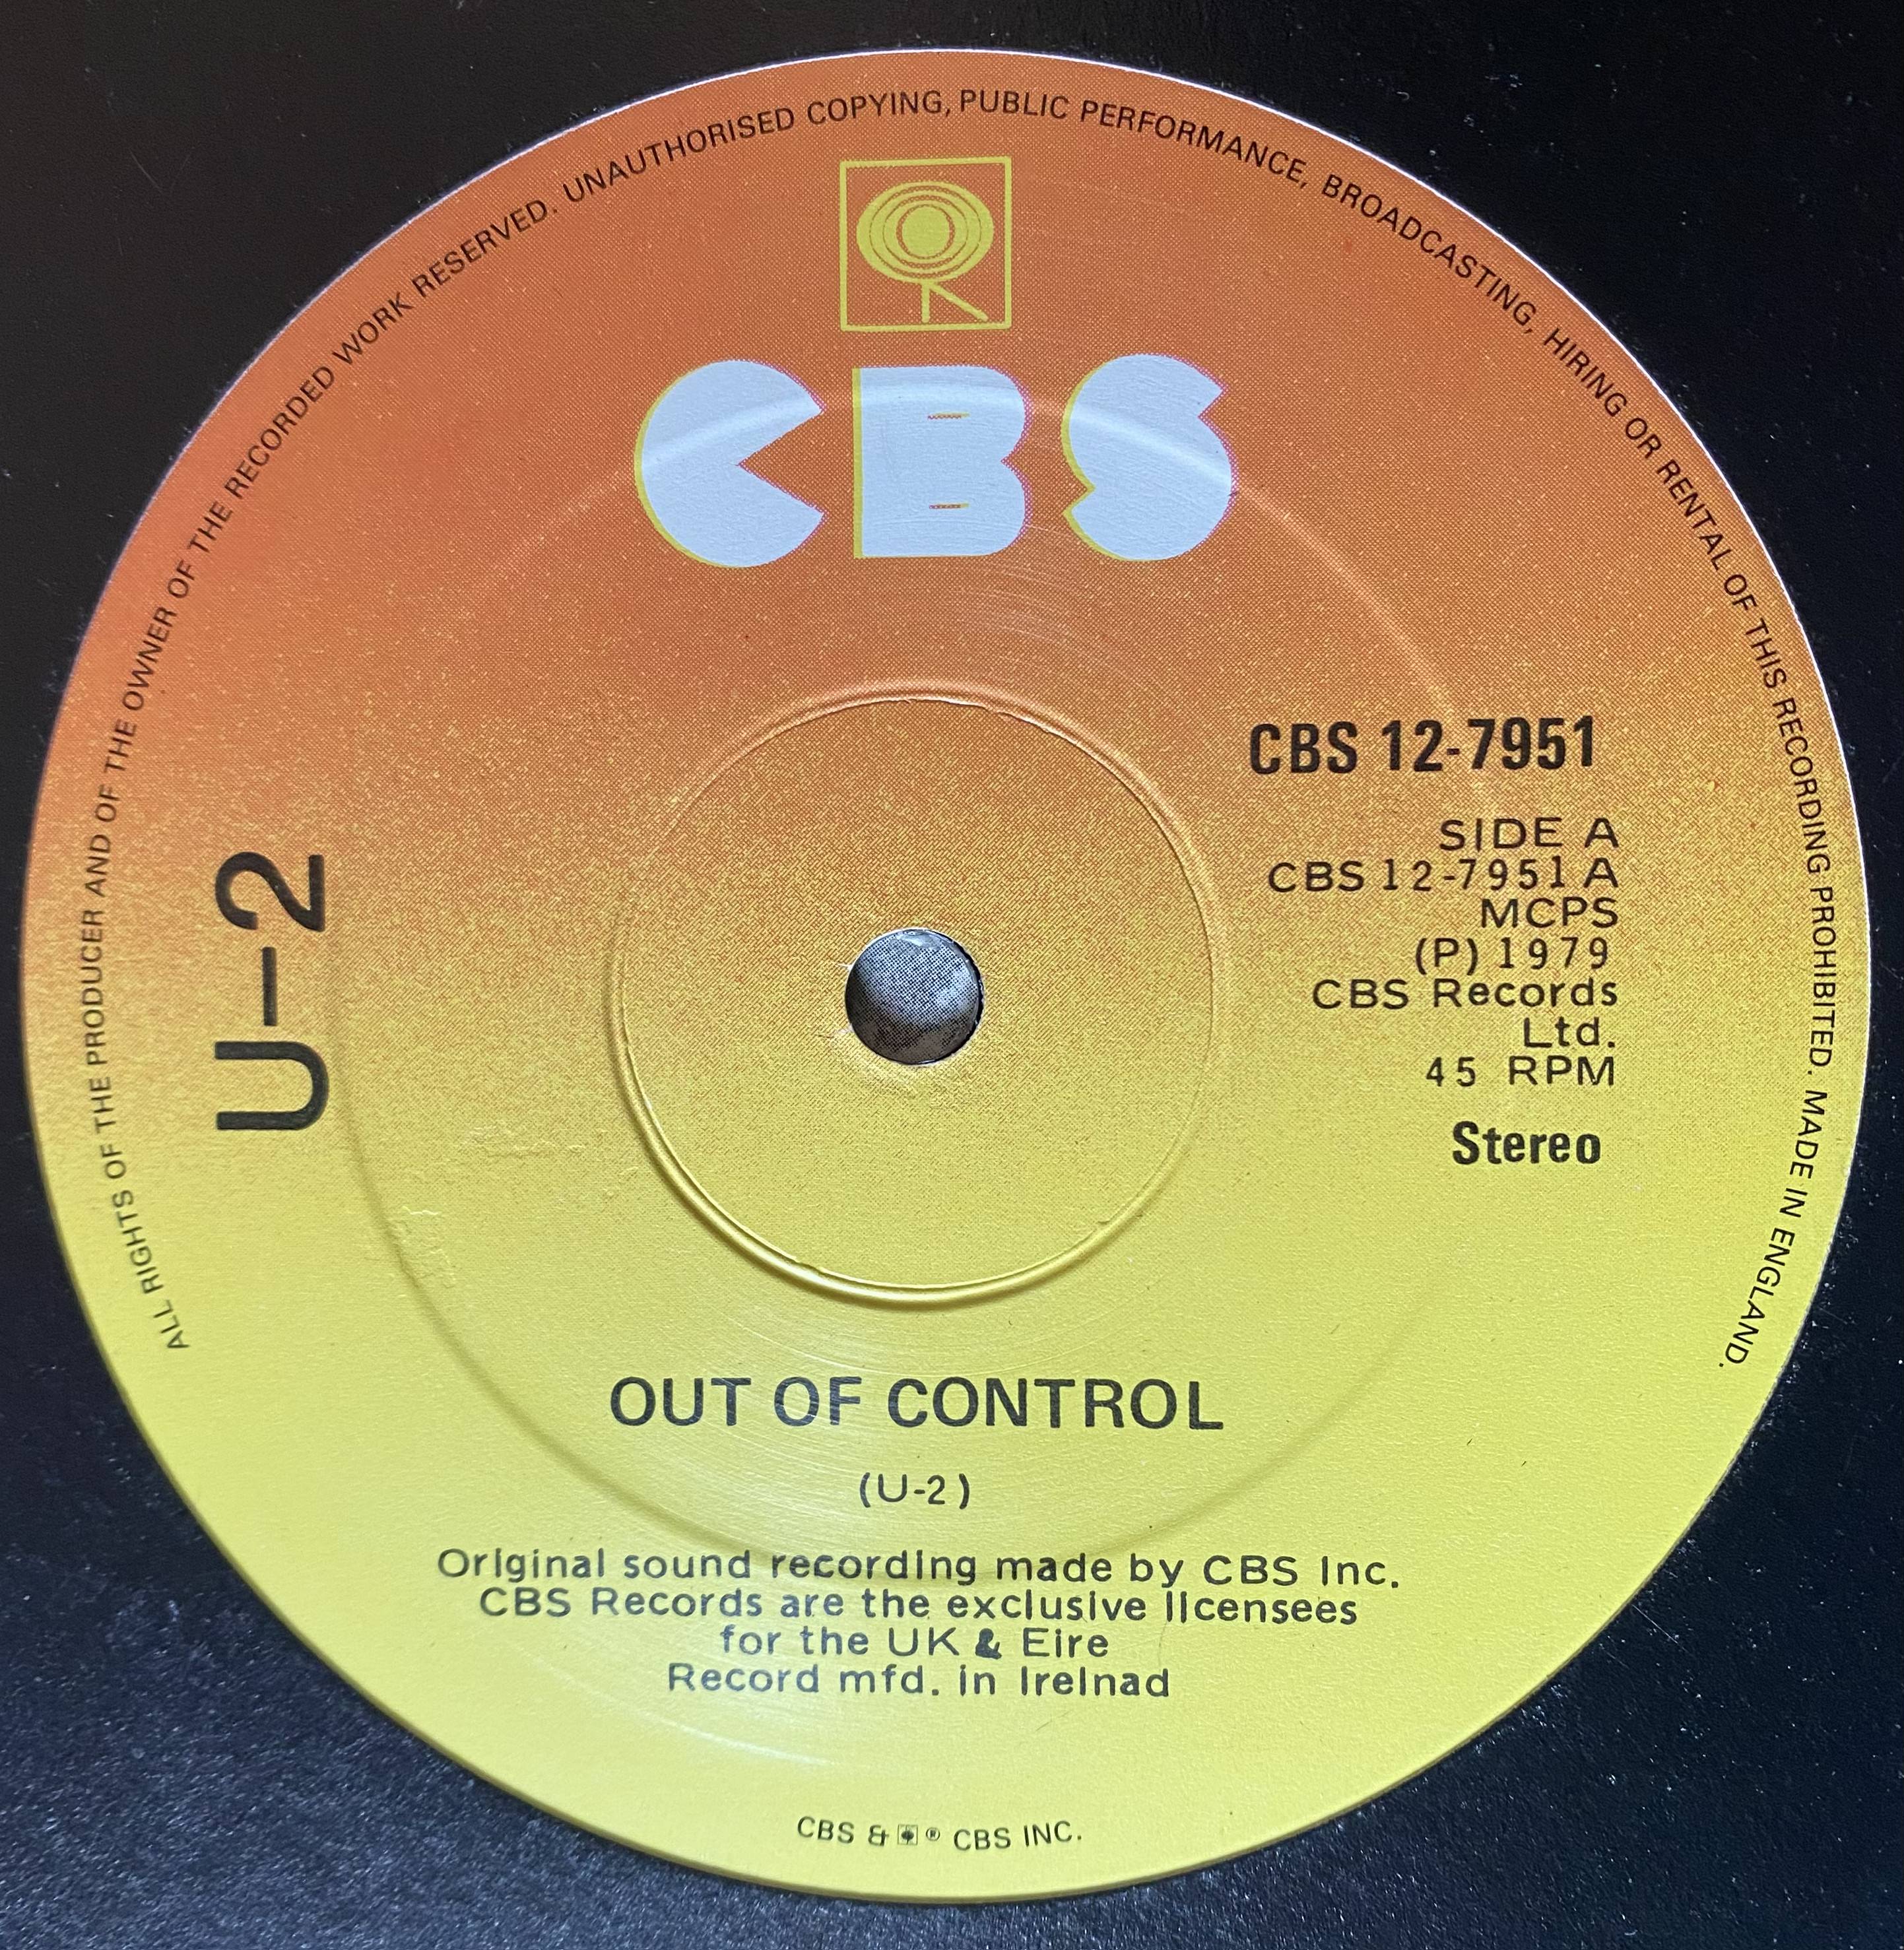 ALL RIGHTS OF THE PRODUCER AND OF THE OWNER OF THE RECORDED WORK RESERVED. UNAUTHORISED COPYING, PUBLIC PERFORMANCE, BROADCASTING, HIRING OR RENTAL OF THIS RECORDING PROHIBITED. MADE IN ENGLAND.
CBS
U-2
CBS 12-7951
SIDE A
CBS 12-7951 A
MCPS
(P) 1979
CBS Records
Ltd.
45 RPM
Stereo
OUT OF CONTROL
(U-2)
Original sound recording made by CBS Inc.
CBS Records are the exclusive licensees
for the UK & Eire
Record mfd. in Irelnad
CBS & ® CBS INC.